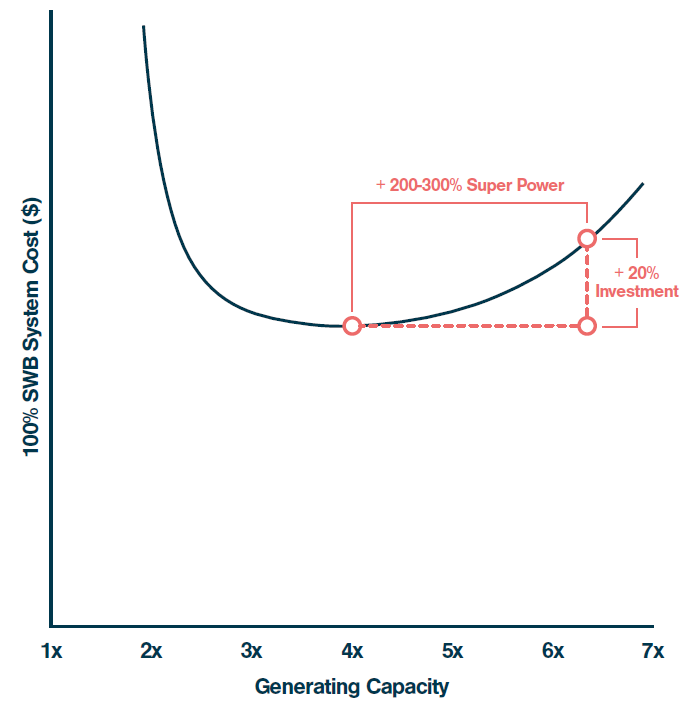 + 200-300% Super Power
+ 20%
Investment
100% SWB System Cost ($)
1x 2x 3x 4x 5x 6x 7x
Generating Capacity